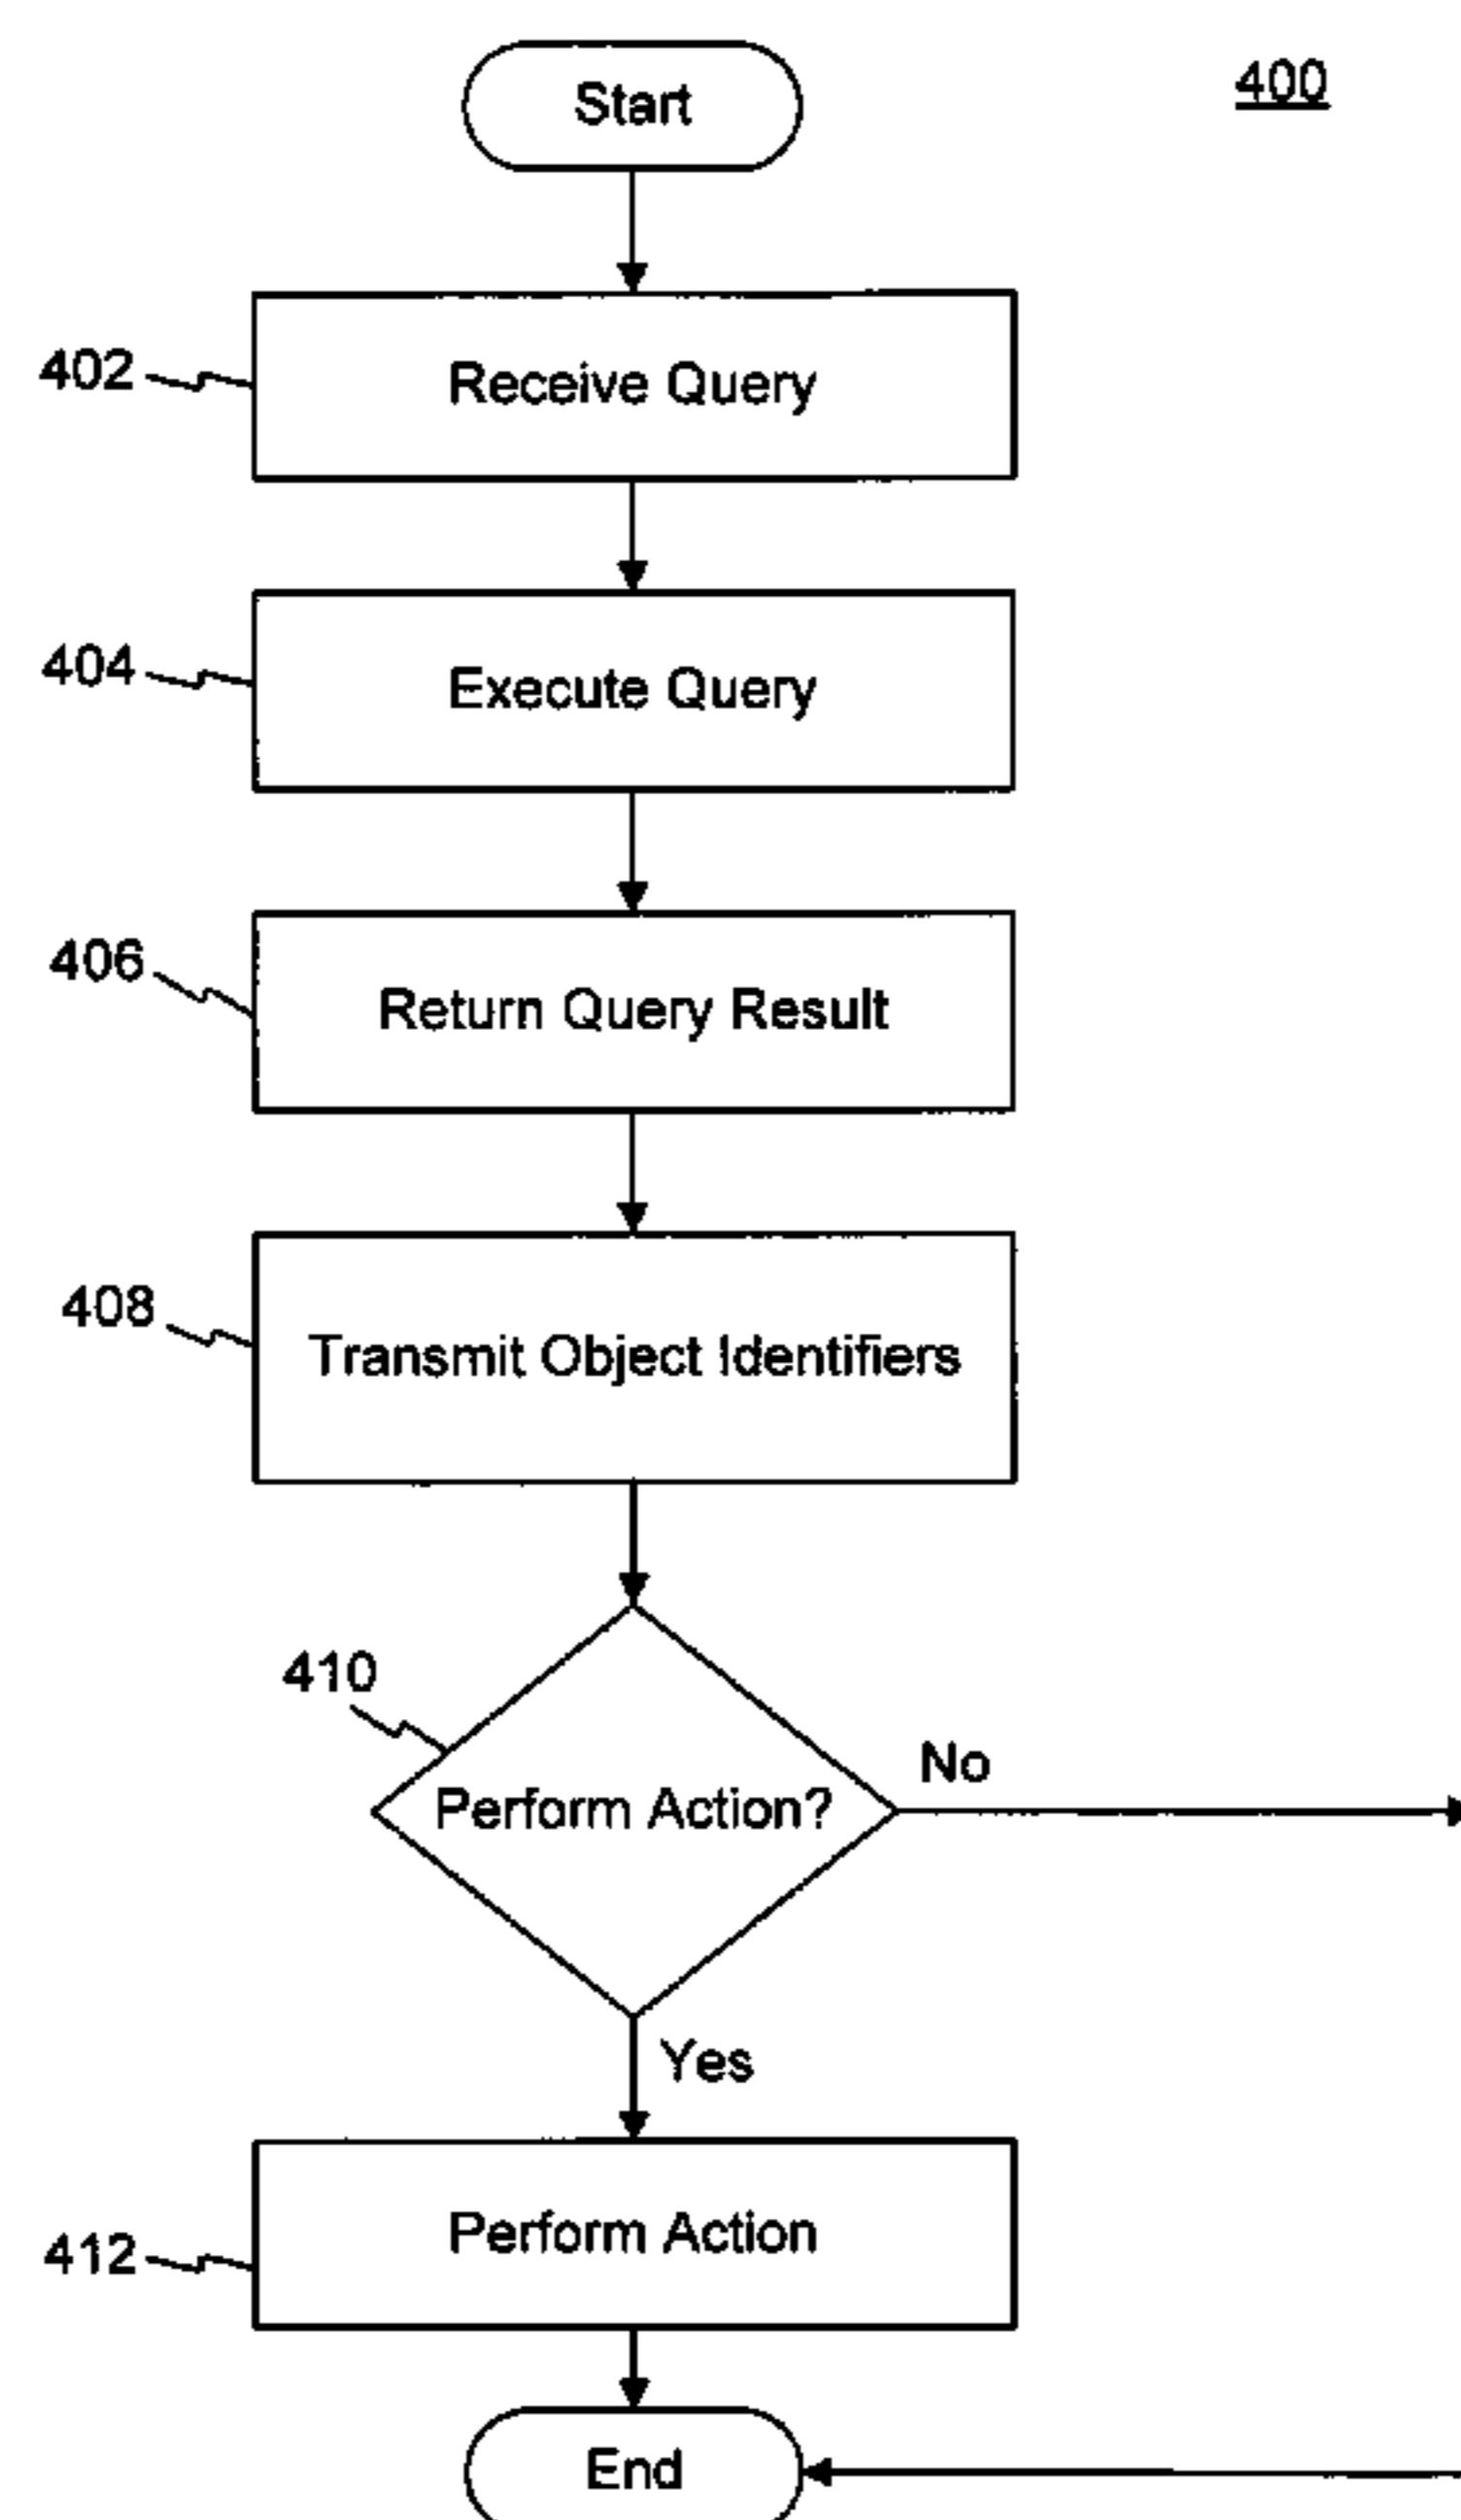 Start
400
402
Receive Query
404
Execute Query
406
Return Query Result
408
Transmit Object Identifiers
410
Perform Action?
No
Yes
Perform Action
412
End